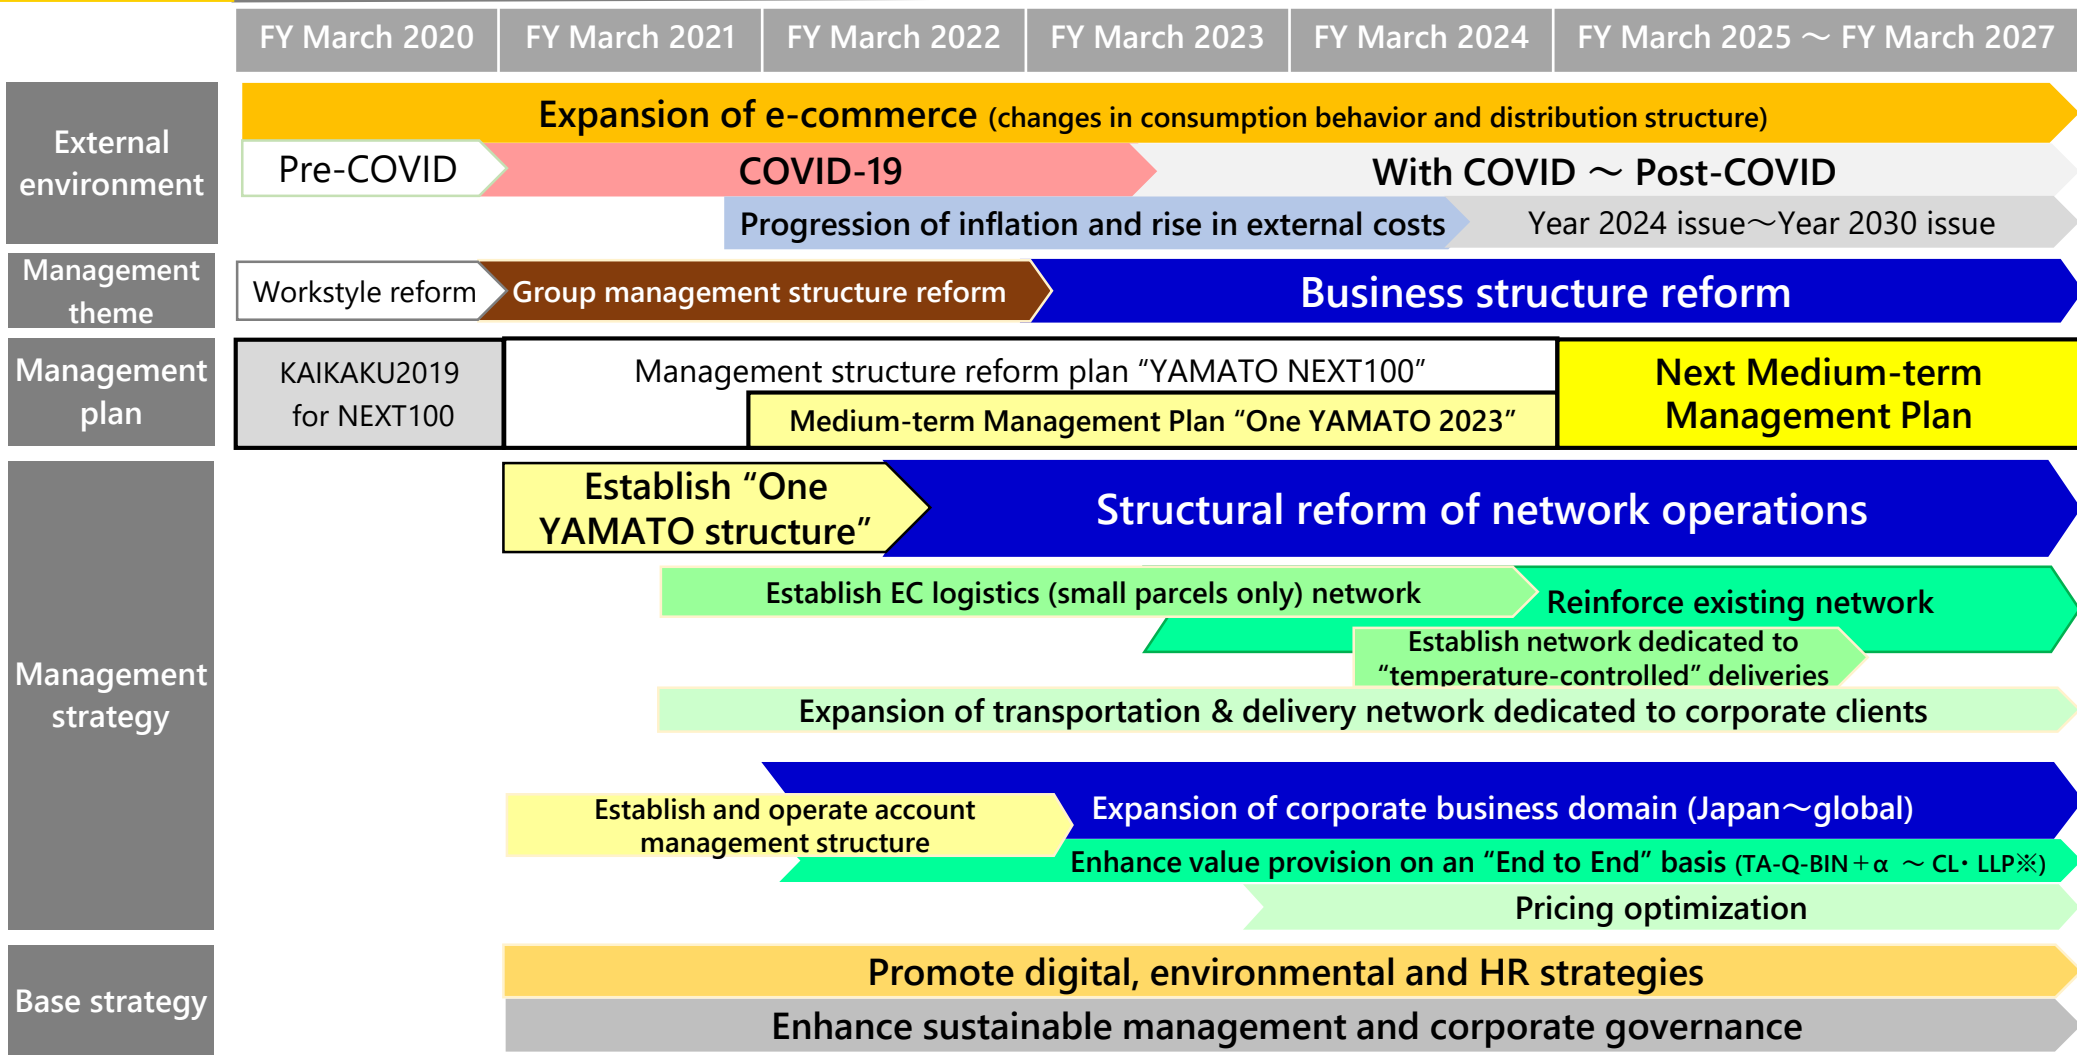 FY March 2020
FY March 2021
FY March 2022
FY March 2023
FY March 2024
FY March 2025 ～ FY March 2027
External
environment
Expansion of e-commerce (changes in consumption behavior and distribution structure)
Pre-COVID
COVID-19
With COVID ～ Post-COVID
Progression of inflation and rise in external costs
Year 2024 issue～Year 2030 issue
Management
theme
Workstyle reform
Group management structure reform
Business structure reform
Management
plan
KAIKAKU2019
for NEXT100
Management structure reform plan “YAMATO NEXT100”
Medium-term Management Plan “One YAMATO 2023”
Next Medium-term
Management Plan
Management
strategy
Establish “One
YAMATO structure”
Structural reform of network operations
Establish EC logistics (small parcels only) network
Reinforce existing network
Establish network dedicated to
“temperature-controlled” deliveries
Expansion of transportation & delivery network dedicated to corporate clients
Establish and operate account
management structure
Expansion of corporate business domain (Japan～global)
Enhance value provision on an “End to End” basis (TA-Q-BIN＋α ～ CL・LLP※)
Pricing optimization
Base strategy
Promote digital, environmental and HR strategies
Enhance sustainable management and corporate governance